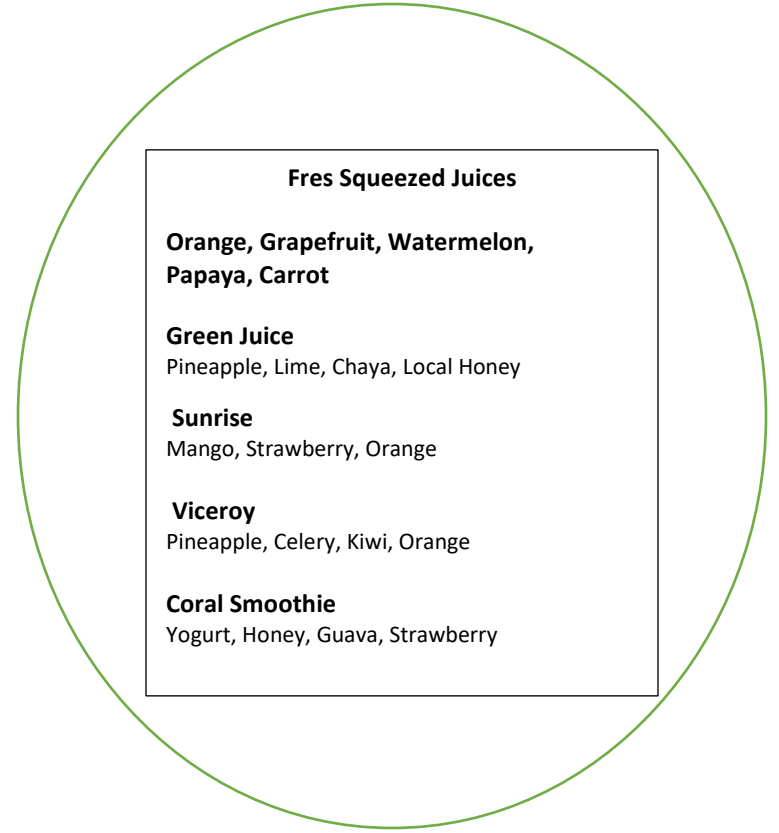 Fres Squeezed Juices
Orange, Grapefruit, Watermelon,
Papaya, Carrot
Green Juice
Pineapple, Lime, Chaya, Local Honey
Sunrise
Mango, Strawberry, Orange
Viceroy
Pineapple, Celery, Kiwi, Orange
Coral Smoothie
Yogurt, Honey, Guava, Strawberry